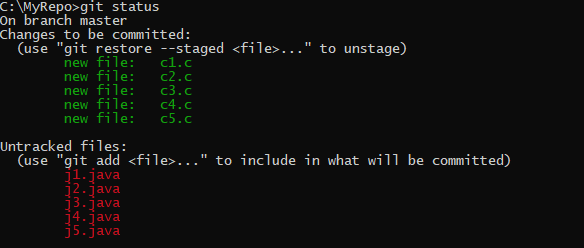 C:\MyRepo>git status
On branch master
Changes to be committed:
  (use "git restore --staged <file>..." to unstage)
        new file:   c1.c
        new file:   c2.c
        new file:   c3.c
        new file:   c4.c
        new file:   c5.c

Untracked files:
  (use "git add <file>..." to include in what will be committed)
        j1.java
        j2.java
        j3.java
        j4.java
        j5.java